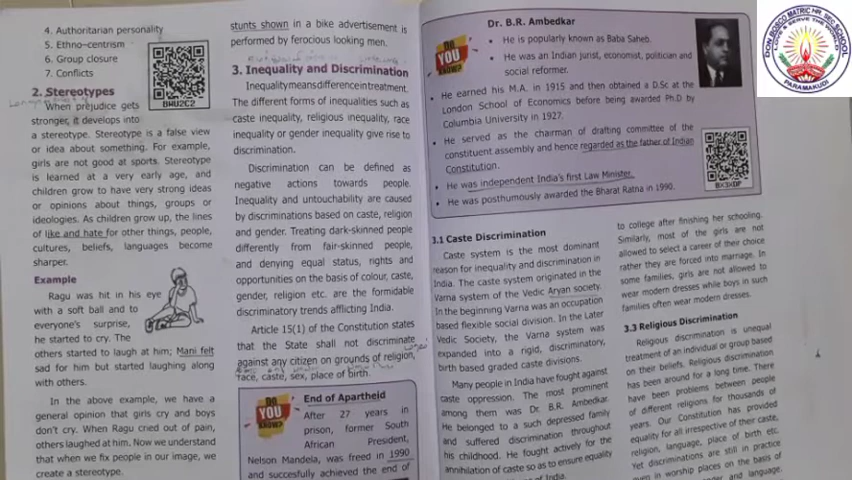 4. Authoritarian personality
5. Ethno-centrism
6. Group closure
7. Conflicts
BWU2C2
2. Stereotypes
When prejudice gets
stronger, it develops into
a stereotype. Stereotype is a false view
or idea about something. For example,
girls are not good at sports. Stereotype
is learned at a very early age, and
children grow to have very strong ideas
or opinions about things, groups or
ideologies. As children grow up, the lines
of like and hate for other things, people,
cultures, beliefs, languages become
sharper.
Example
Ragu was hit in his eye
with a soft ball and to
everyone's surprise,
he started to cry. The
others started to laugh at him; Mani felt
sad for him but started laughing along
with others.
In the above example, we have a
general opinion that girls cry and boys
don't cry. When Ragu cried out of pain,
others laughed at him. Now we understand
that when we fix people in our image, we
create a stereotype.
stunts shown in a bike advertisement is
performed by ferocious looking men.
3. Inequality and Discrimination
Inequality means difference in treatment.
The different forms of inequalities such as
caste inequality, religious inequality, race
inequality or gender inequality give rise to
discrimination.
Discrimination can be defined as
negative actions towards people.
Inequality and untouchability are caused
by discriminations based on caste, religion
and gender. Treating dark-skinned people
differently from fair-skinned people,
and denying equal status, rights and
opportunities on the basis of colour, caste,
gender, religion etc. are the formidable
discriminatory trends afflicting India.
Article 15(1) of the Constitution states
that the State shall not discriminate
against any citizen on grounds of religion,
race, caste, sex, place of birth.
DO YOU KNOW?
End of Apartheid
After 27 years in
prison, former South
African President,
Nelson Mandela, was freed in 1990
and succesfully achieved the end of
Dr. B.R. Ambedkar
DO YOU KNOW?
• He is popularly known as Baba Saheb.
• He was an Indian jurist, economist, politician and
social reformer.
• He earned his M.A. in 1915 and then obtained a D.Sc at the
London School of Economics before being awarded Ph.D by
Columbia University in 1927.
• He served as the chairman of drafting committee of the
constituent assembly and hence regarded as the father of Indian
Constitution.
• He was independent India's first Law Minister.
• He was posthumously awarded the Bharat Ratna in 1990.
BX3XDF
3.1 Caste Discrimination
Caste system is the most dominant
reason for inequality and discrimination in
India. The caste system originated in the
Varna system of the Vedic Aryan society.
In the beginning Varna was an occupation
based flexible social division. In the Later
Vedic Society, the Varna system was
expanded into a rigid, discriminatory,
birth based graded caste divisions.
Many people in India have fought against
caste oppression. The most prominent
among them was Dr. B.R. Ambedkar.
He belonged to a such depressed family
and suffered discrimination throughout
his childhood. He fought actively for the
annihilation of caste so as to ensure equality
of India.
to college after finishing her schooling.
Similarly, most of the girls are not
allowed to select a career of their choice
rather they are forced into marriage. In
some families, girls are not allowed to
wear modern dresses while boys in such
families often wear modern dresses.
3.3 Religious Discrimination
Religious discrimination is unequal
treatment of an individual or group based
on their beliefs. Religious discrimination
has been around for a long time. There
have been problems between people
of different religions for thousands of
years. Our Constitution has provided
equality for all irrespective of their caste,
religion, language, place of birth etc.
Yet discriminations are still in practice
even in worship places on the basis of
gender and language.
DON BOSCO MATRIC HR. SEC. SCHOOL
LOVE & SERVE THE WORLD
PARAMAKUDI